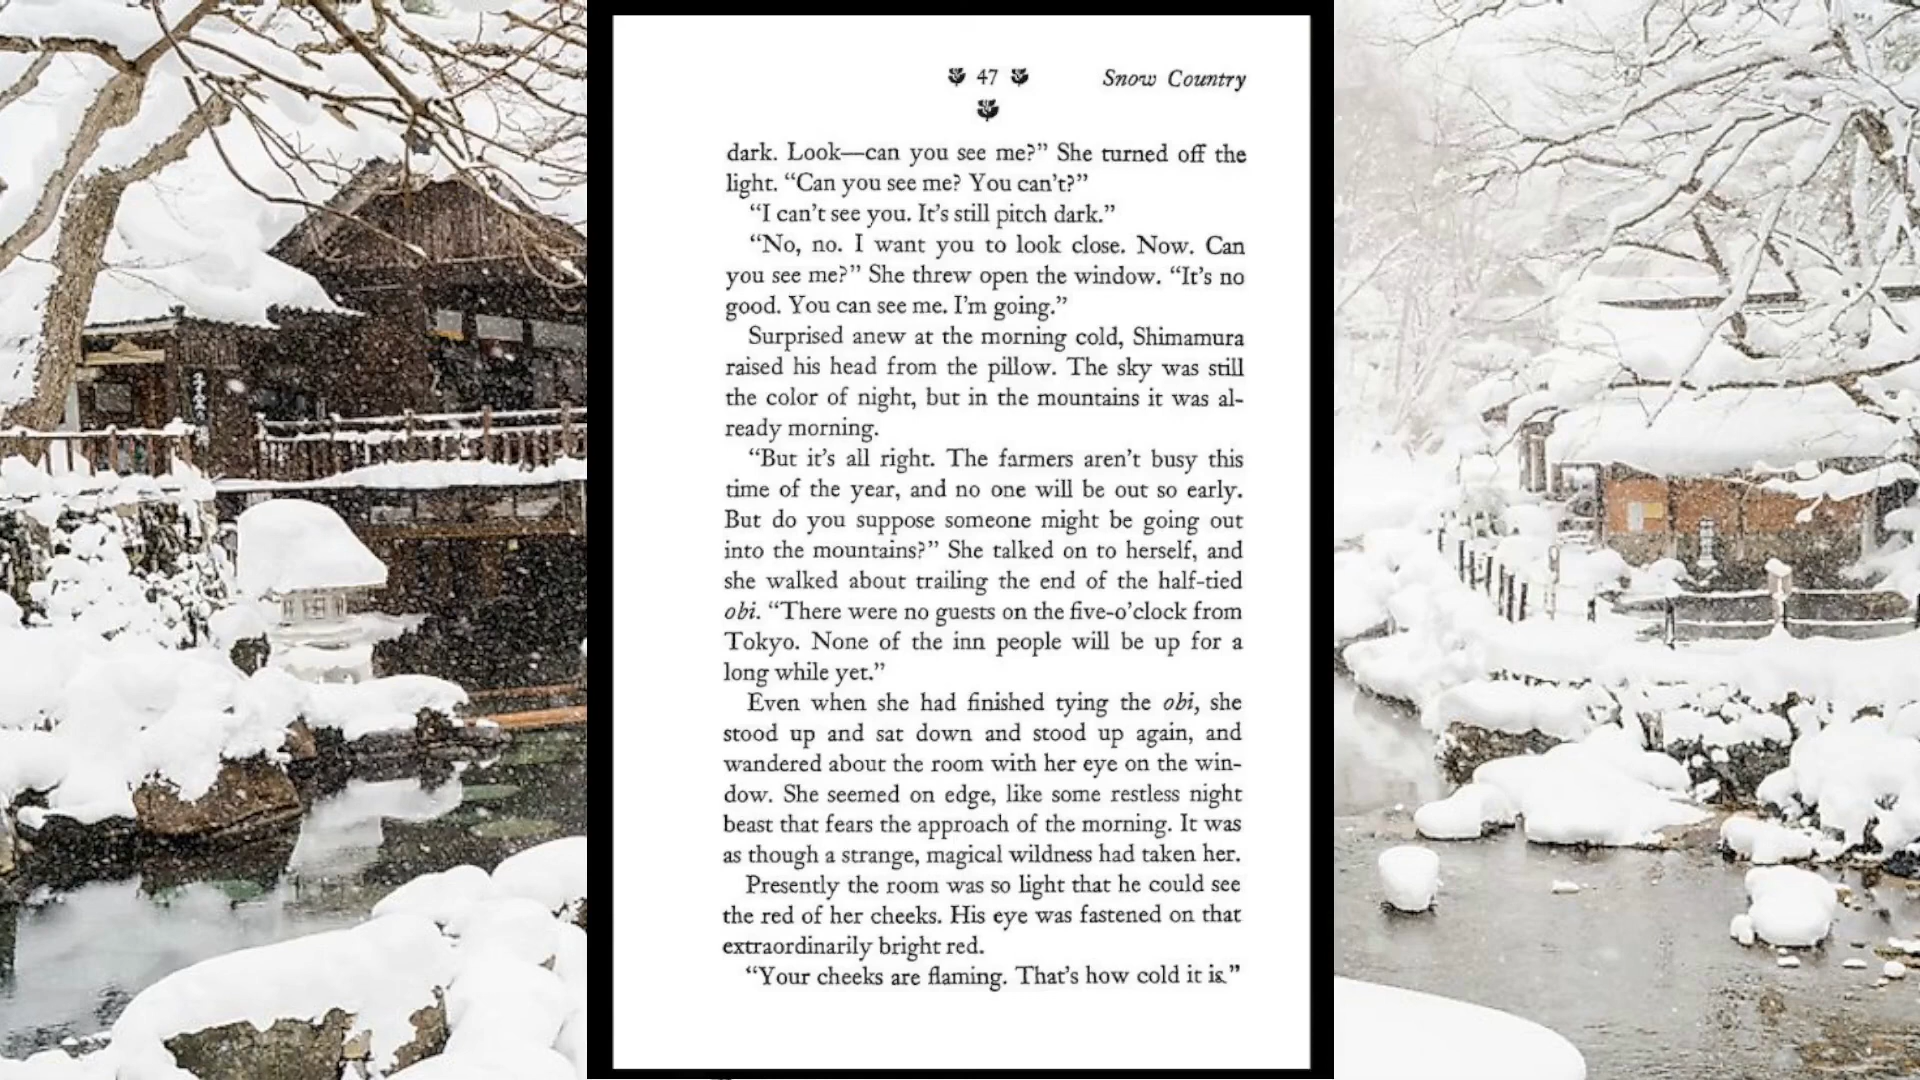 47
Snow Country
dark. Look—can you see me?” She turned off the
light. “Can you see me? You can't?”
“I can't see you. It's still pitch dark.”
“No, no. I want you to look close. Now. Can
you see me?” She threw open the window. “It's no
good. You can see me. I'm going.”
Surprised anew at the morning cold, Shimamura
raised his head from the pillow. The sky was still
the color of night, but in the mountains it was al-
ready morning.
“But it's all right. The farmers aren't busy this
time of the year, and no one will be out so early.
But do you suppose someone might be going out
into the mountains?” She talked on to herself, and
she walked about trailing the end of the half-tied
obi. “There were no guests on the five-o'clock from
Tokyo. None of the inn people will be up for a
long while yet.”
Even when she had finished tying the obi, she
stood up and sat down and stood up again, and
wandered about the room with her eye on the win-
dow. She seemed on edge, like some restless night
beast that fears the approach of the morning. It was
as though a strange, magical wildness had taken her.
Presently the room was so light that he could see
the red of her cheeks. His eye was fastened on that
extraordinarily bright red.
“Your cheeks are flaming. That's how cold it is.”